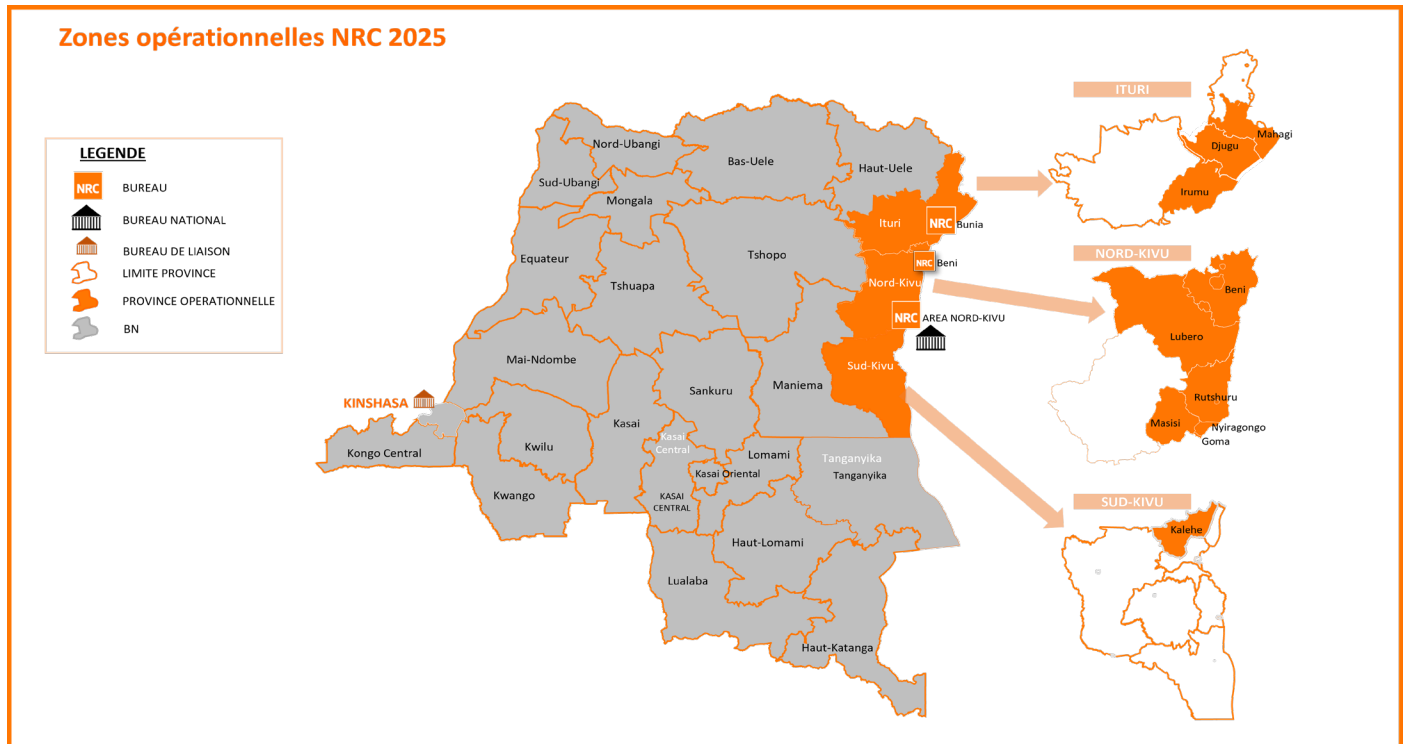 Zones opérationnelles NRC 2025
LEGENDE
NRC BUREAU
BUREAU NATIONAL
BUREAU DE LIAISON
LIMITE PROVINCE
PROVINCE OPERATIONNELLE
BN
Nord-Ubangi
Sud-Ubangi
Mongala
Bas-Uele
Haut-Uele
Equateur
Tshuapa
Tshopo
Ituri
NRC Bunia
NRC Beni
Nord-Kivu
NRC AREA NORD-KIVU
Sud-Kivu
Mai-Ndombe
Sankuru
Maniema
KINSHASA
Kongo Central
Kwilu
Kwango
Kasai
Kasai
Central
Kasai Oriental
KASAI
CENTRAL
Lomami
Tanganyika
Tanganyika
Haut-Lomami
Lualaba
Haut-Katanga
ITURI
Mahagi
Djugu
Irumu
NORD-KIVU
Beni
Lubero
Rutshuru
Masisi
Nyiragongo
Goma
SUD-KIVU
Kalehe